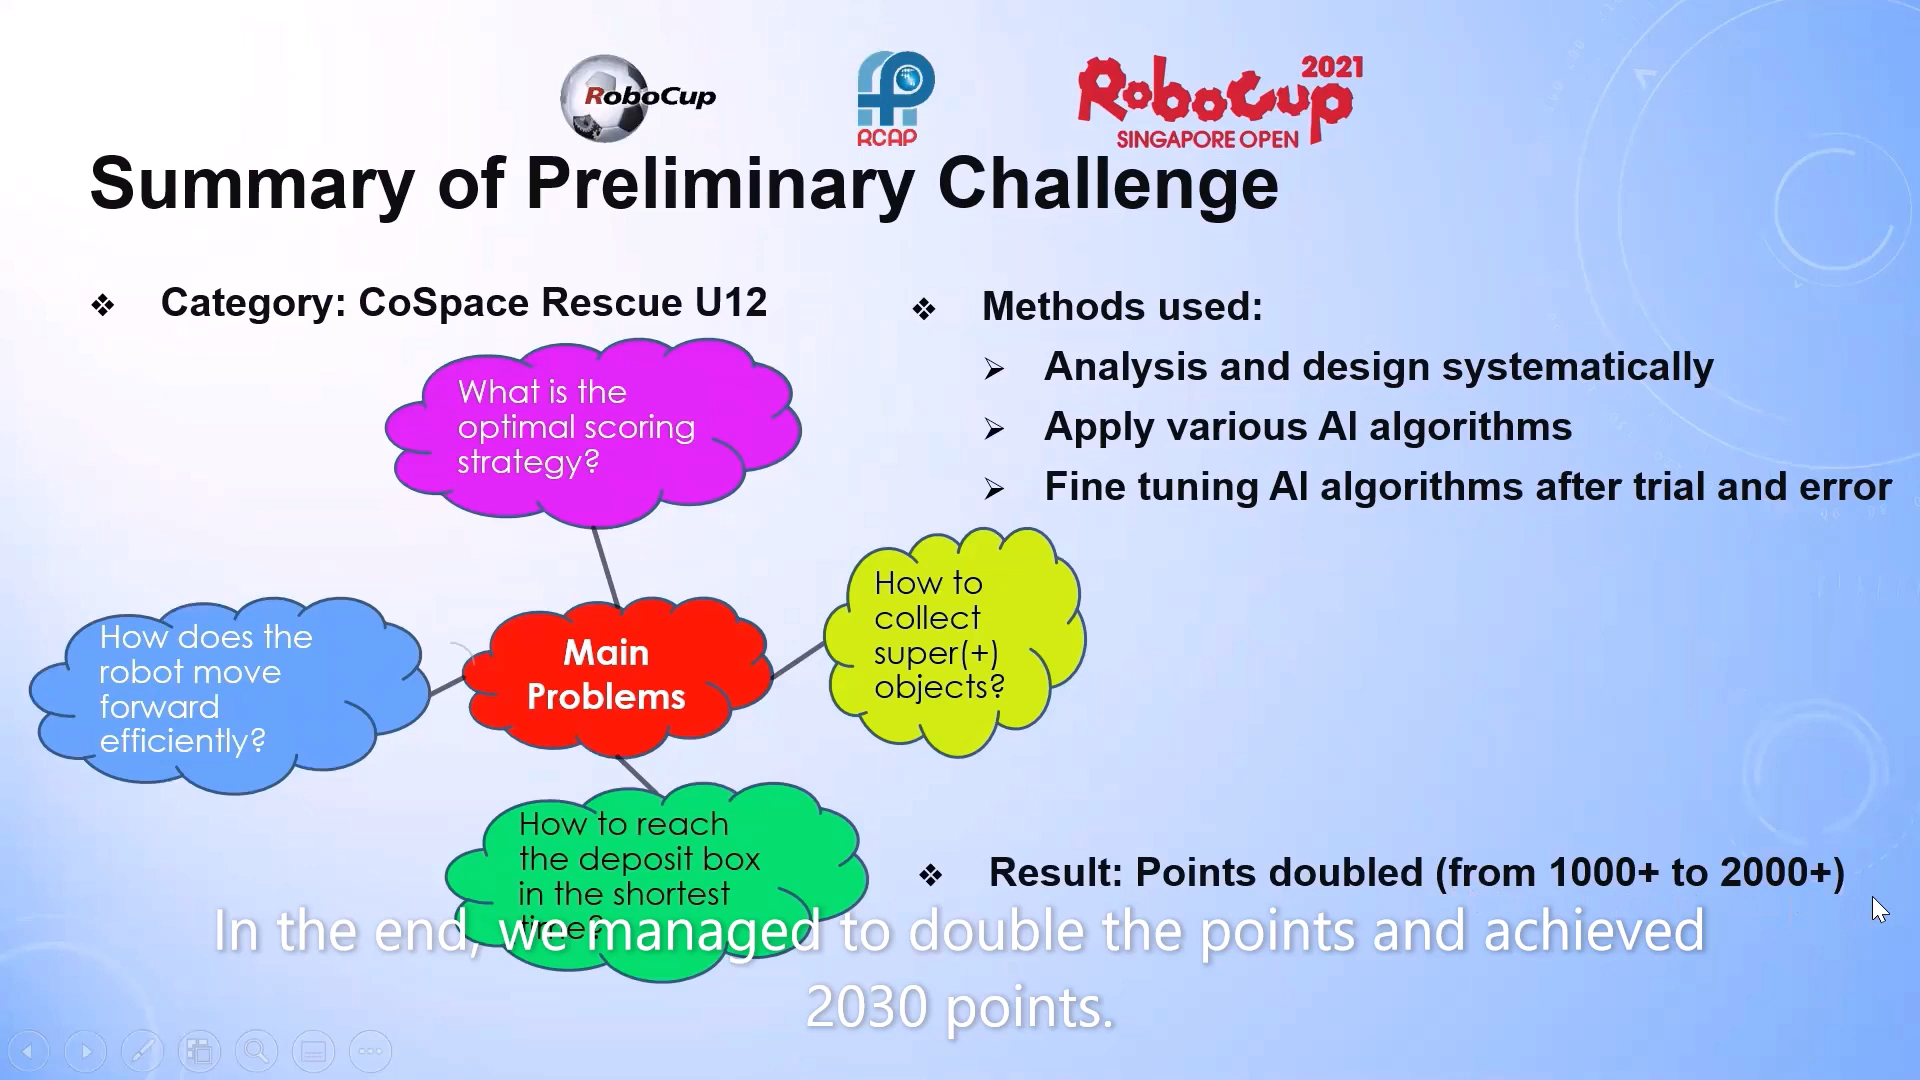 RoboCup
RCAP
2021
RoboCup
SINGAPORE OPEN
Summary of Preliminary Challenge
Category: CoSpace Rescue U12
What is the
optimal scoring
strategy?
How does the
robot move
forward
efficiently?
Main
Problems
How to
collect
super(+)
objects?
How to reach
the deposit box
in the shortest
time?
Methods used:
Analysis and design systematically
Apply various AI algorithms
Fine tuning AI algorithms after trial and error
Result: Points doubled (from 1000+ to 2000+)
In the end, we managed to double the points and achieved
2030 points.